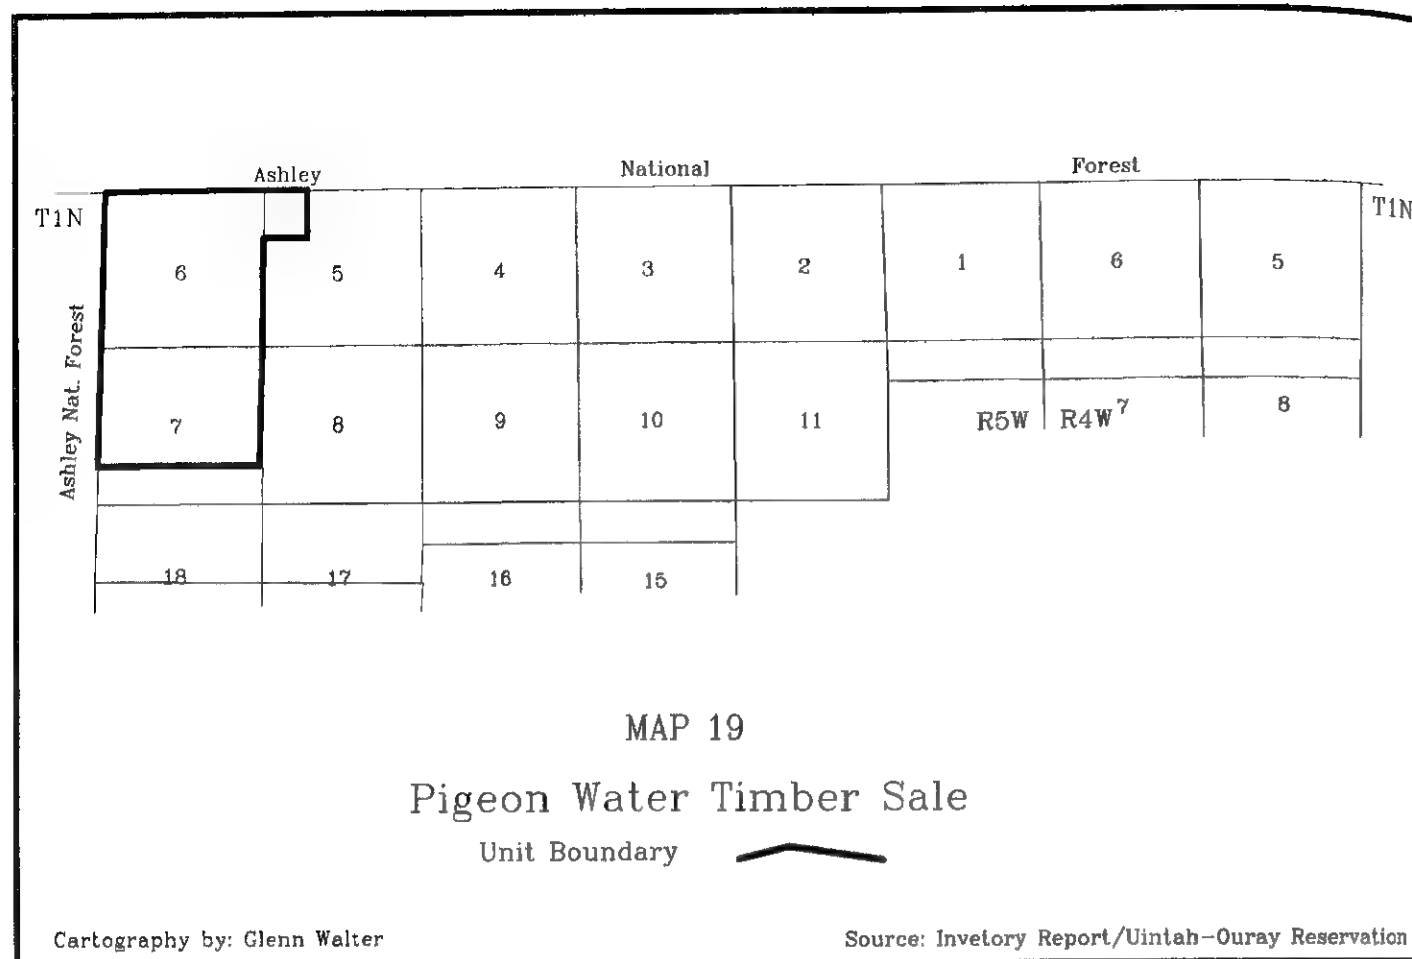 Ashley National Forest
T1N T1N
6 5 4 3 2 1 6 5
Ashley Nat. Forest
7 8 9 10 11 R5W R4W 7 8
18 17 16 15
MAP 19
Pigeon Water Timber Sale
Unit Boundary
Cartography by: Glenn Walter
Source: Invetory Report/Uintah-Ouray Reservation